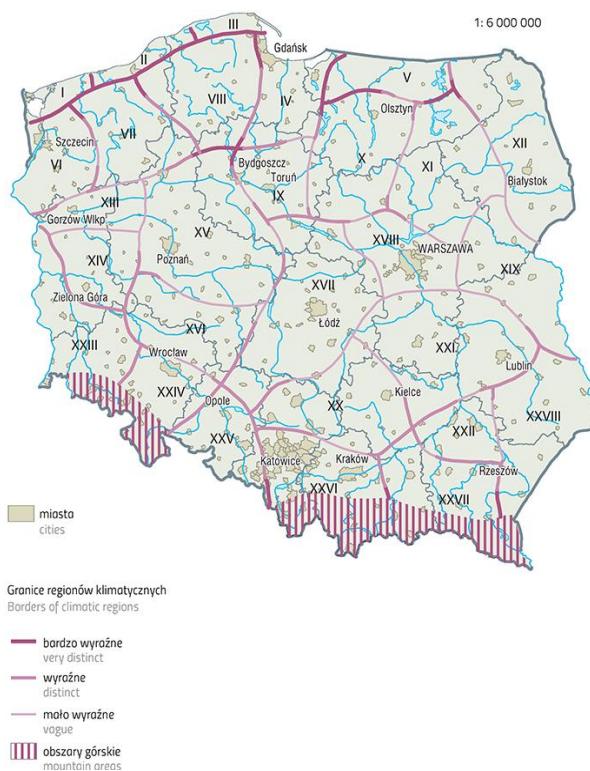 1: 6 000 000
III
Gdańsk
II
I
V
VIII
IV
Olsztyn
VII
Szczecin
VI
XII
Bydgoszcz
X
XI
Toruń
Białystok
IX
XIII
Gorzów Wlkp
XV
XVIII
WARSZAWA
Poznań
XIV
XIX
XVII
Zielona Góra
Łódź
XVI
XXIII
XXI
Wrocław
Lublin
XXIV
Opole
Kielce
XX
XXVIII
XXII
XXV
Katowice
Kraków
Rzeszów
XXVI
XXVII
miasta
cities
Granice regionów klimatycznych
Borders of climatic regions
bardzo wyraźne
very distinct
wyraźne
distinct
mało wyraźne
vague
obszary górskie
mountain areas